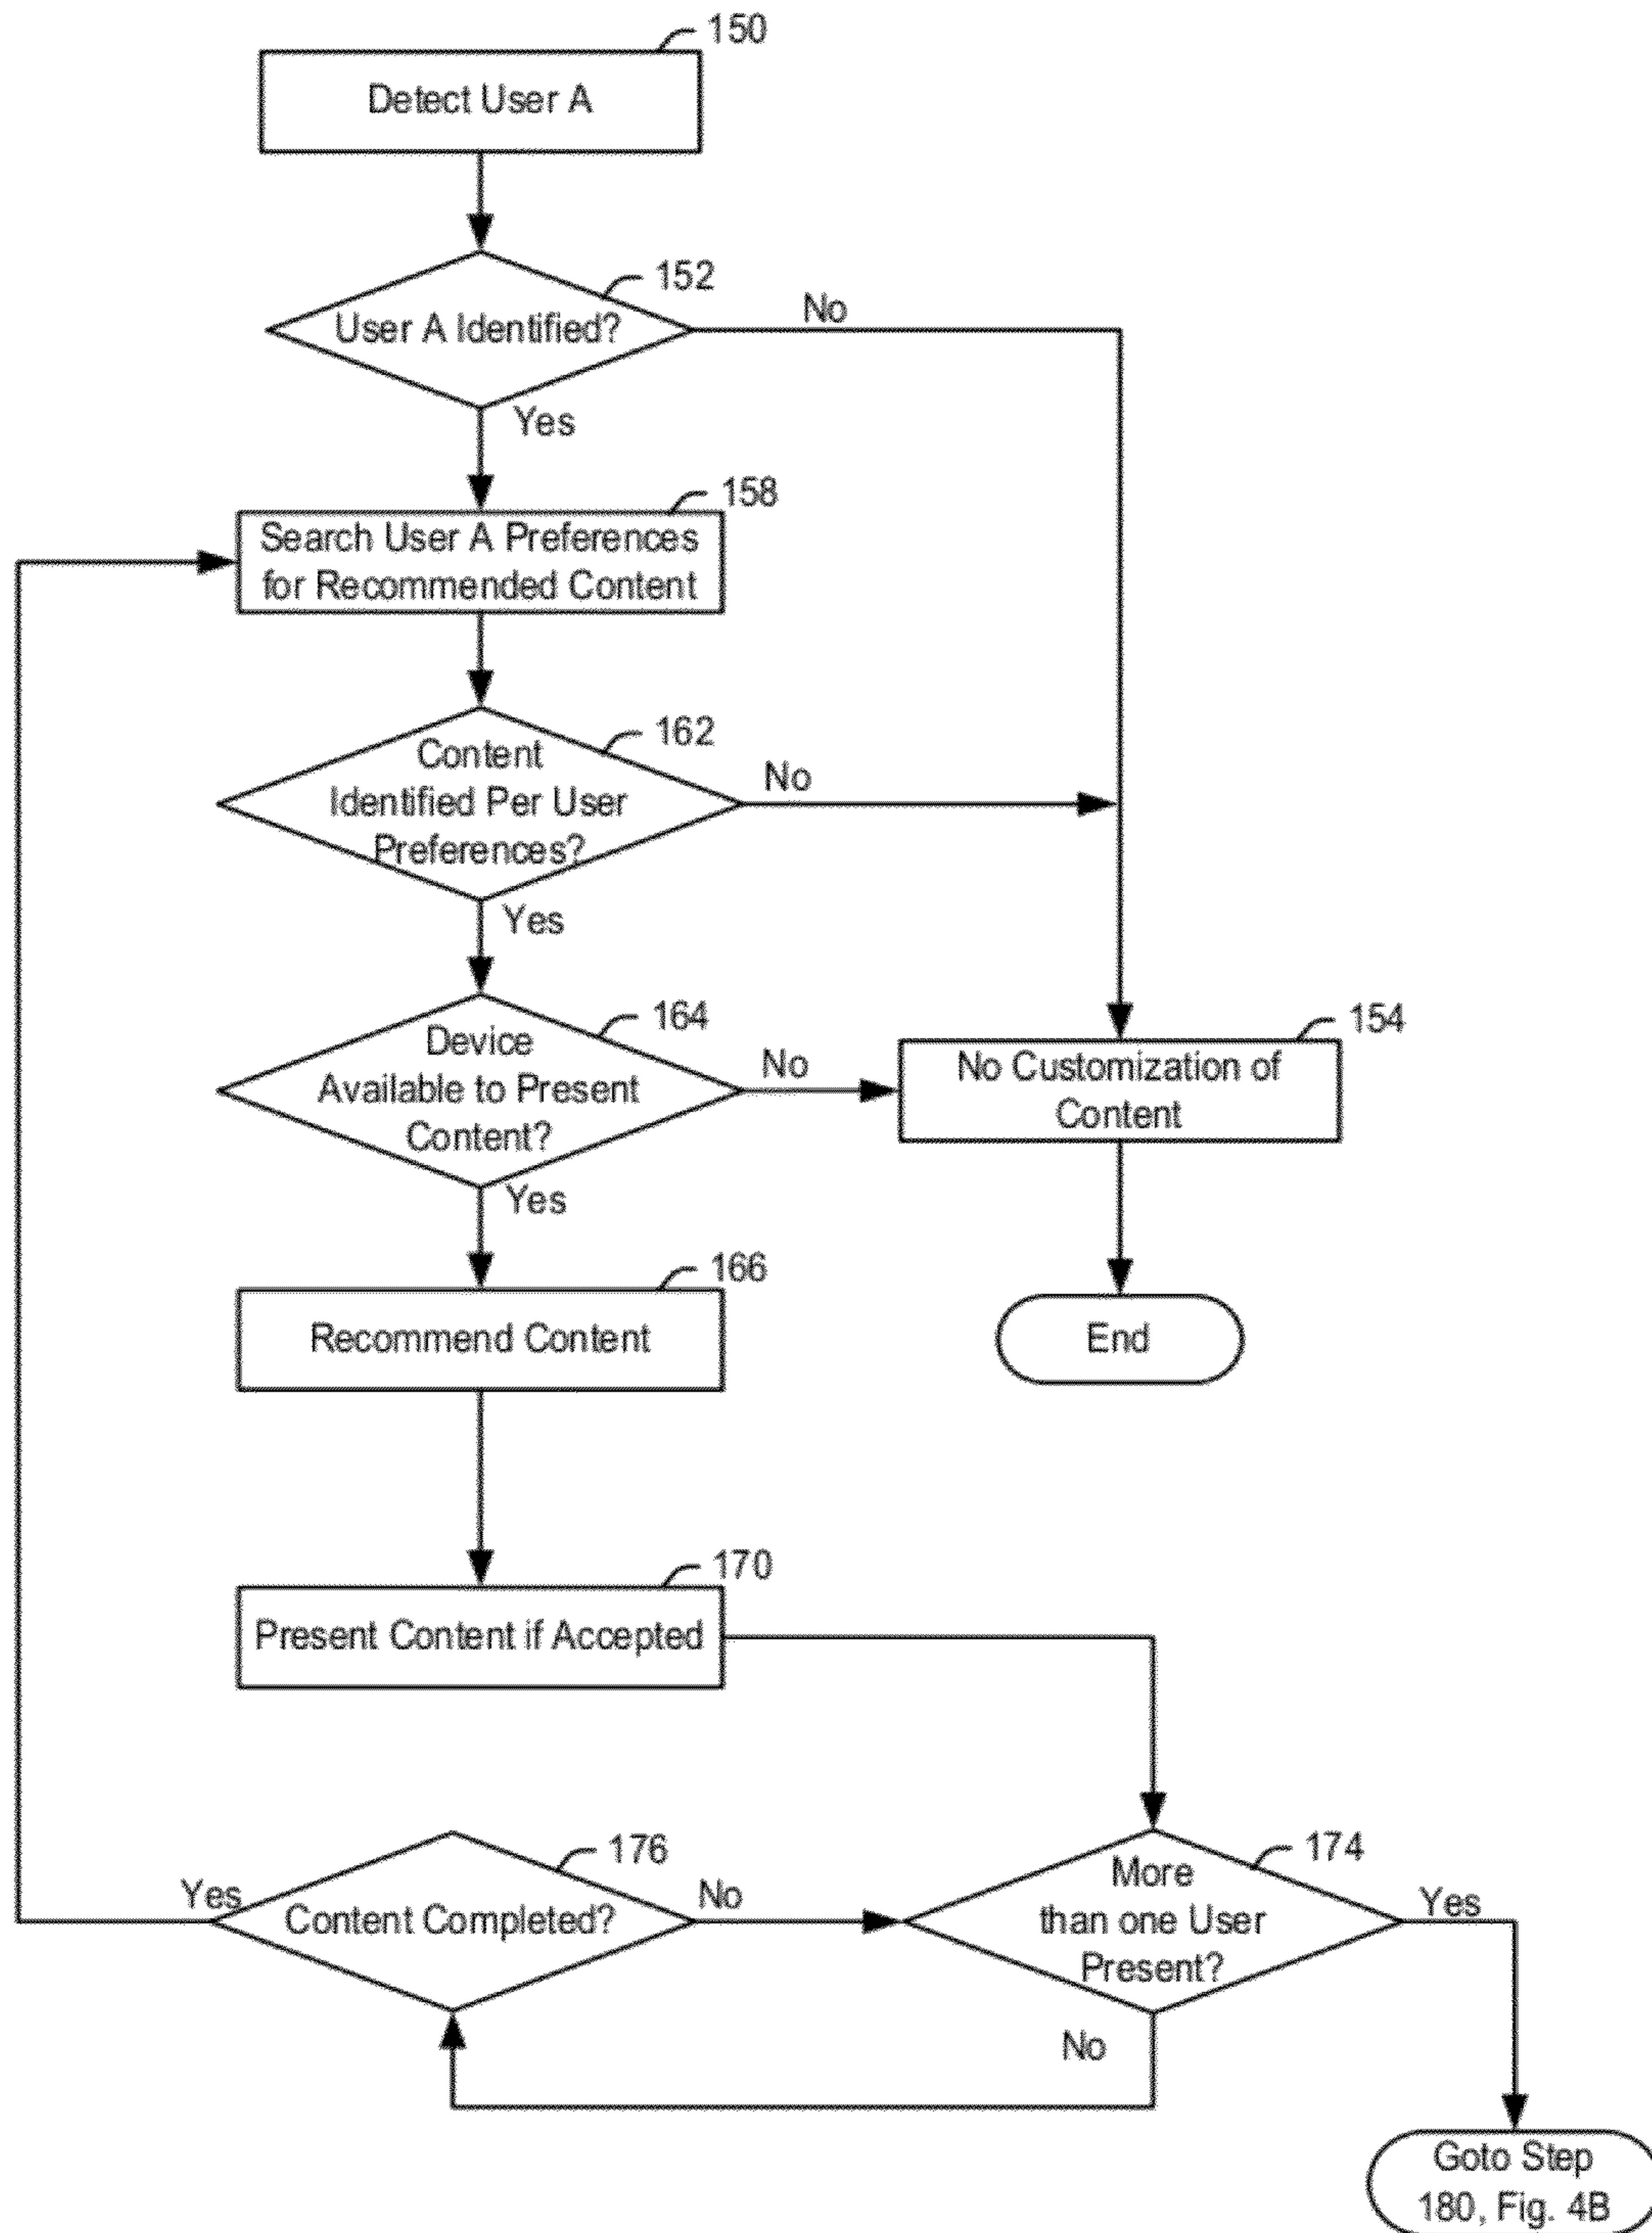 150
Detect User A
152
User A Identified?
No
Yes
158
Search User A Preferences
for Recommended Content
162
Content
Identified Per User
Preferences?
No
Yes
164
Device
Available to Present
Content?
No
Yes
154
No Customization of
Content
166
Recommend Content
End
170
Present Content if Accepted
176
Content Completed?
Yes
No
174
More
than one User
Present?
Yes
No
Goto Step
180, Fig. 4B